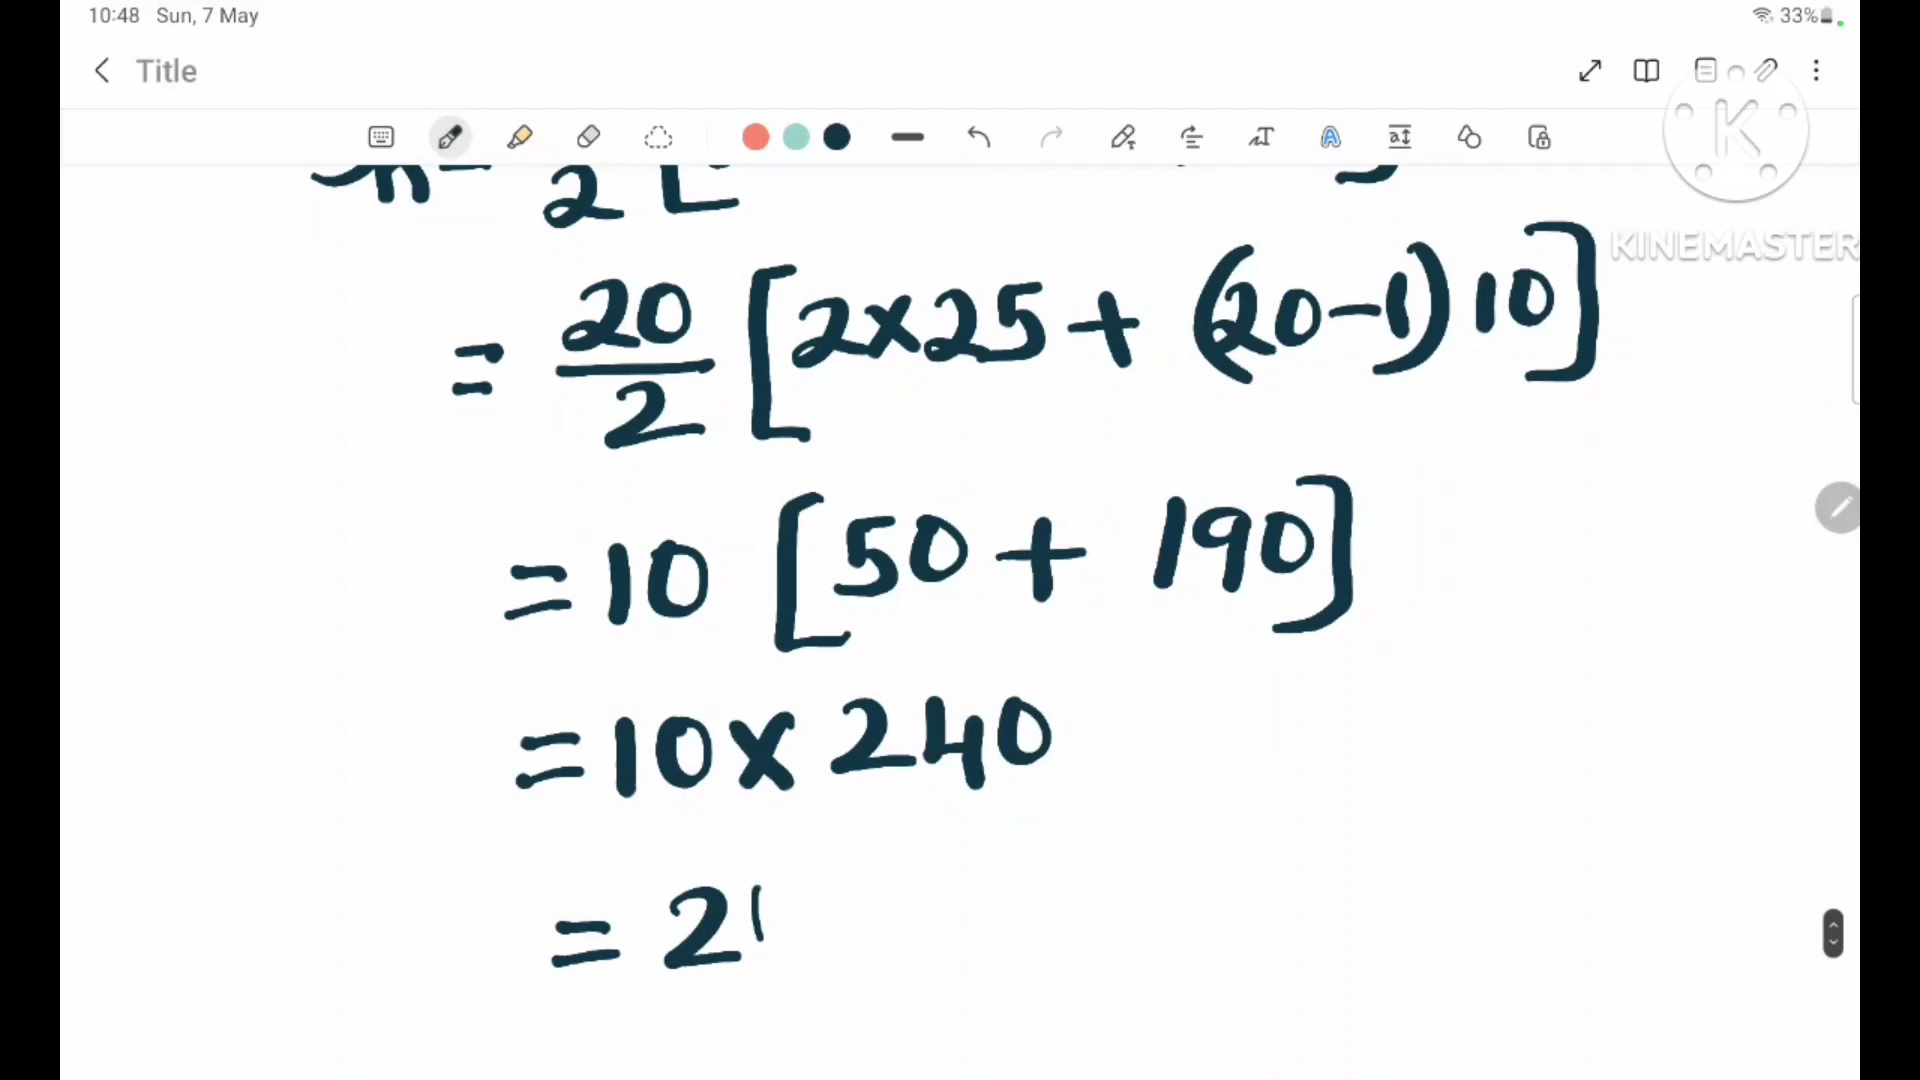 10:48 Sun, 7 May 33%
Title
KINEMASTER
= 20/2 [2×25 + (20-1)10]
= 10 [50 + 190]
= 10 × 240
= 2